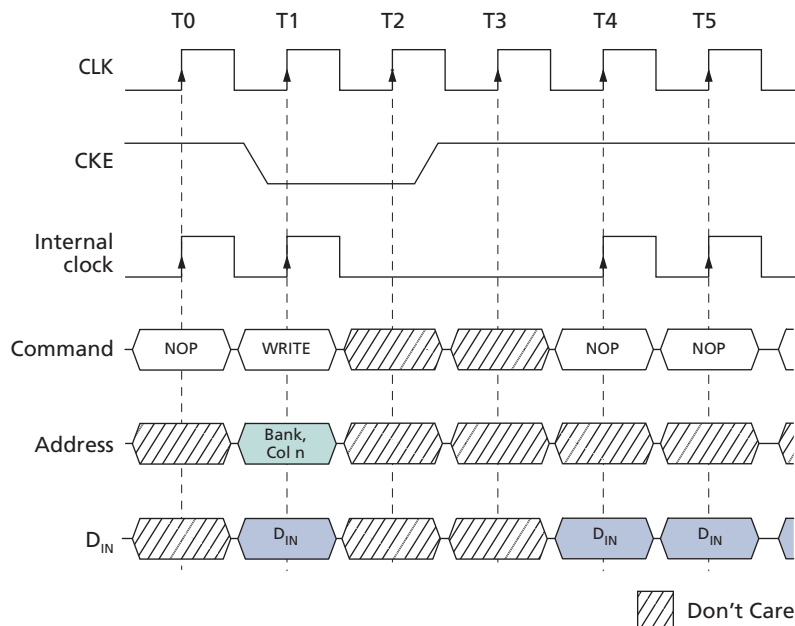 T0 T1 T2 T3 T4 T5
CLK
CKE
Internal
clock
Command NOP WRITE NOP NOP
Address Bank,
Col n
DIN DIN DIN DIN
Don't Care